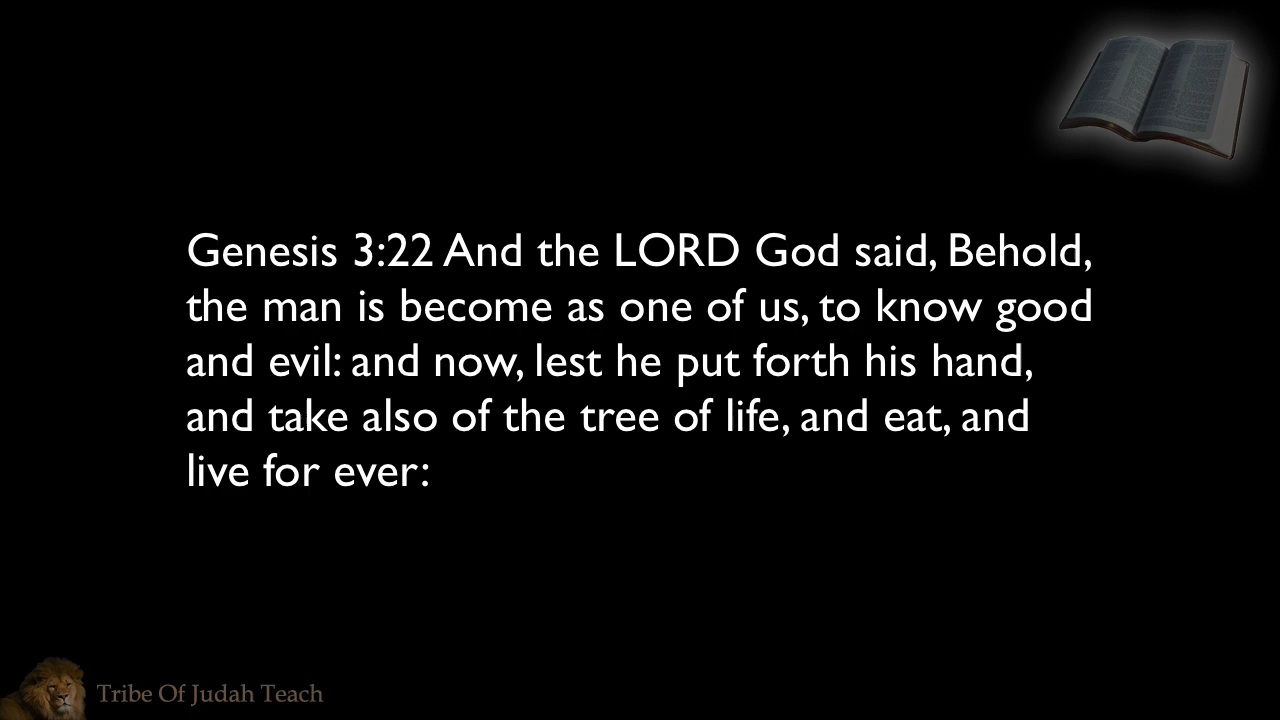 Genesis 3:22 And the LORD God said, Behold,
the man is become as one of us, to know good
and evil: and now, lest he put forth his hand,
and take also of the tree of life, and eat, and
live for ever:
Tribe Of Judah Teach